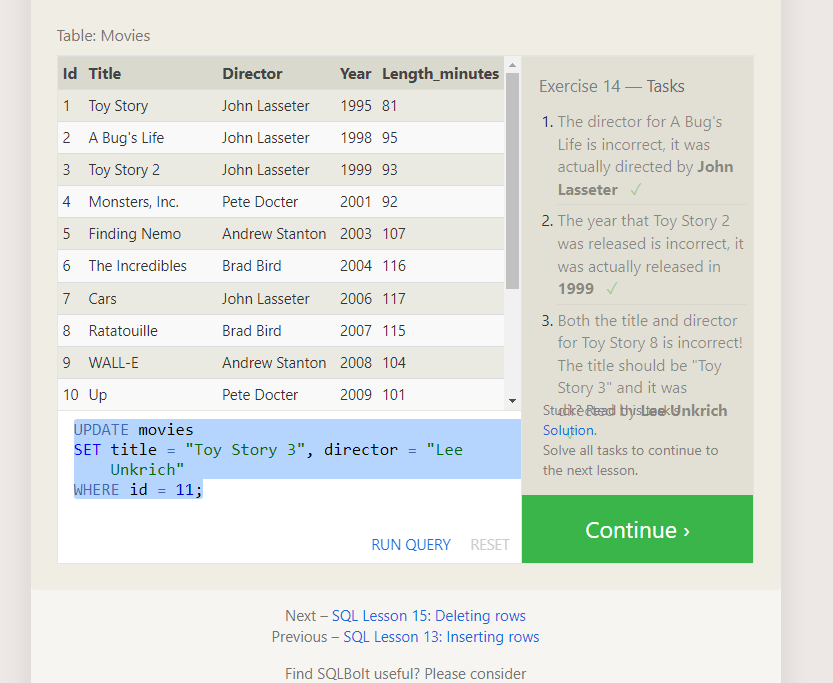 Table: Movies
Id Title Director Year Length_minutes
1 Toy Story John Lasseter 1995 81
2 A Bug's Life John Lasseter 1998 95
3 Toy Story 2 John Lasseter 1999 93
4 Monsters, Inc. Pete Docter 2001 92
5 Finding Nemo Andrew Stanton 2003 107
6 The Incredibles Brad Bird 2004 116
7 Cars John Lasseter 2006 117
8 Ratatouille Brad Bird 2007 115
9 WALL-E Andrew Stanton 2008 104
10 Up Pete Docter 2009 101
UPDATE movies
SET title = "Toy Story 3", director = "Lee
Unkrich"
WHERE id = 11;
RUN QUERY RESET
Exercise 14 — Tasks
1. The director for A Bug's
Life is incorrect, it was
actually directed by John
Lasseter ✓
2. The year that Toy Story 2
was released is incorrect, it
was actually released in
1999 ✓
3. Both the title and director
for Toy Story 8 is incorrect!
The title should be "Toy
Story 3" and it was
directed by Lee Unkrich
Stuck? Read this task's
Solution.
Solve all tasks to continue to
the next lesson.
Continue ›
Next – SQL Lesson 15: Deleting rows
Previous – SQL Lesson 13: Inserting rows
Find SQLBolt useful? Please consider